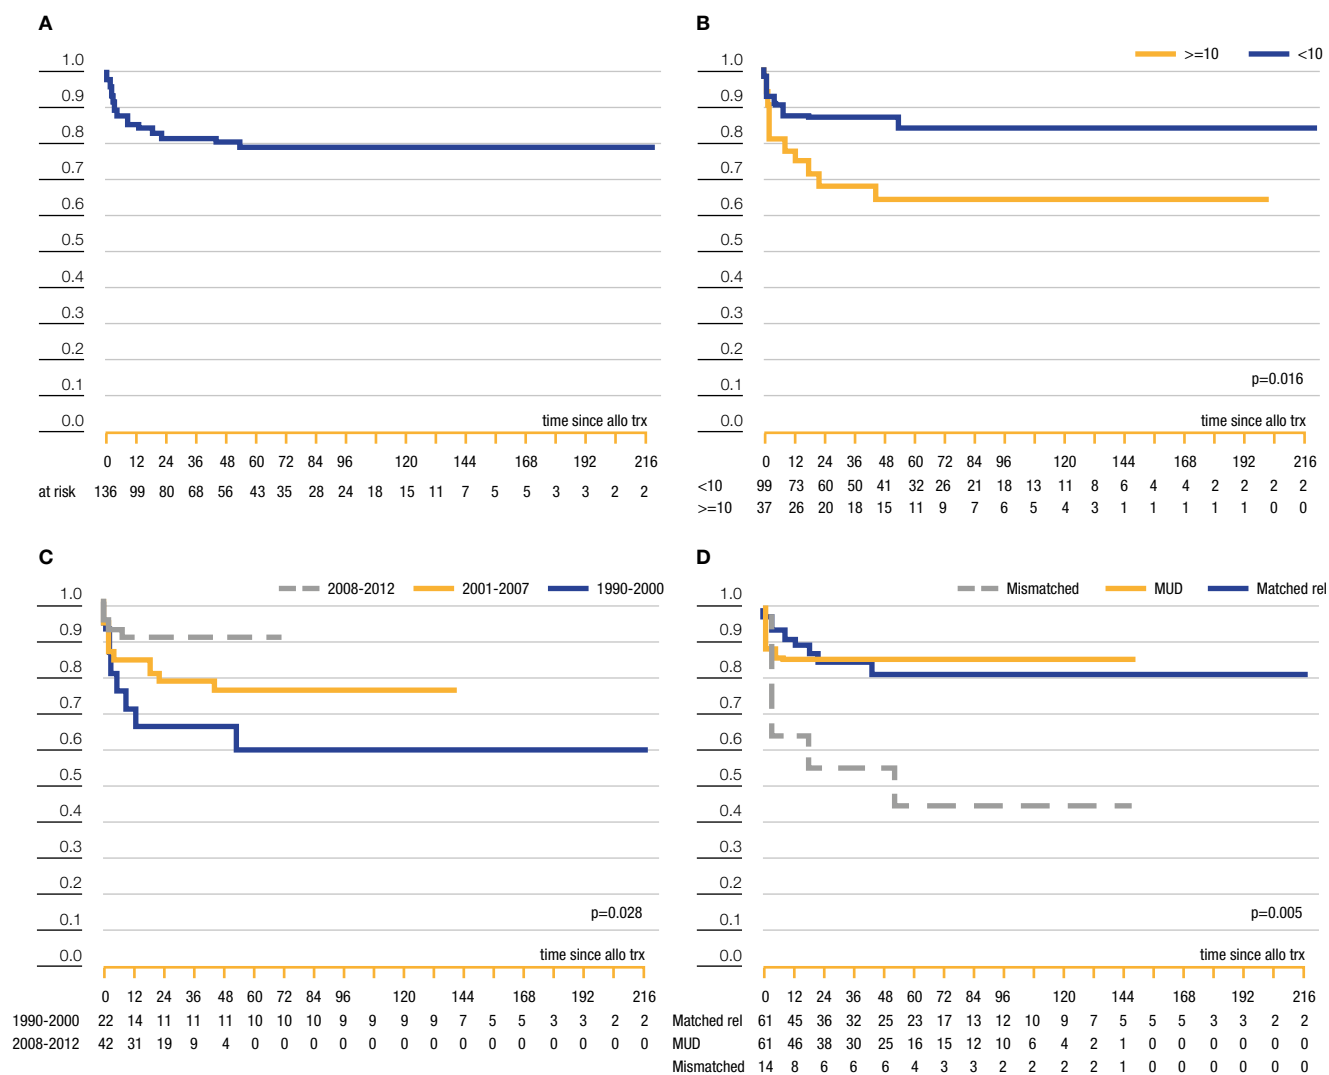 A
1.0
0.9
0.8
0.7
0.6
0.5
0.4
0.3
0.2
0.1
0.0
time since allo trx
0 12 24 36 48 60 72 84 96 120 144 168 192 216
at risk 136 99 80 68 56 43 35 28 24 18 15 11 7 5 5 3 3 2 2
B
>=10 <10
1.0
0.9
0.8
0.7
0.6
0.5
0.4
0.3
0.2
0.1
0.0
p=0.016
time since allo trx
0 12 24 36 48 60 72 84 96 120 144 168 192 216
<10 99 73 60 50 41 32 26 21 18 13 11 8 6 4 4 2 2 2 2
>=10 37 26 20 18 15 11 9 7 6 5 4 3 1 1 1 1 1 0 0
C
2008-2012 2001-2007 1990-2000
1.0
0.9
0.8
0.7
0.6
0.5
0.4
0.3
0.2
0.1
0.0
p=0.028
time since allo trx
0 12 24 36 48 60 72 84 96 120 144 168 192 216
1990-2000 22 14 11 11 11 10 10 10 9 9 9 9 7 5 5 3 3 2 2
2008-2012 42 31 19 9 4 0 0 0 0 0 0 0 0 0 0 0 0 0 0
D
Mismatched MUD Matched rel
1.0
0.9
0.8
0.7
0.6
0.5
0.4
0.3
0.2
0.1
0.0
p=0.005
time since allo trx
0 12 24 36 48 60 72 84 96 120 144 168 192 216
Matched rel 61 45 36 32 25 23 17 13 12 10 9 7 5 5 5 3 3 2 2
MUD 61 46 38 30 25 16 15 12 10 6 4 2 1 0 0 0 0 0 0
Mismatched 14 8 6 6 6 4 3 3 2 2 2 2 1 0 0 0 0 0 0